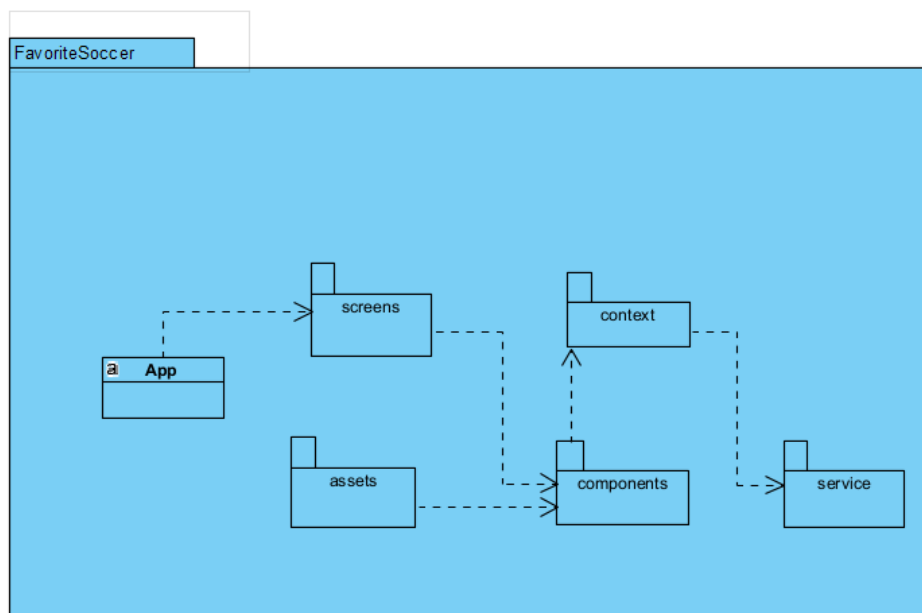 FavoriteSoccer
screens
context
a App
assets
components
service